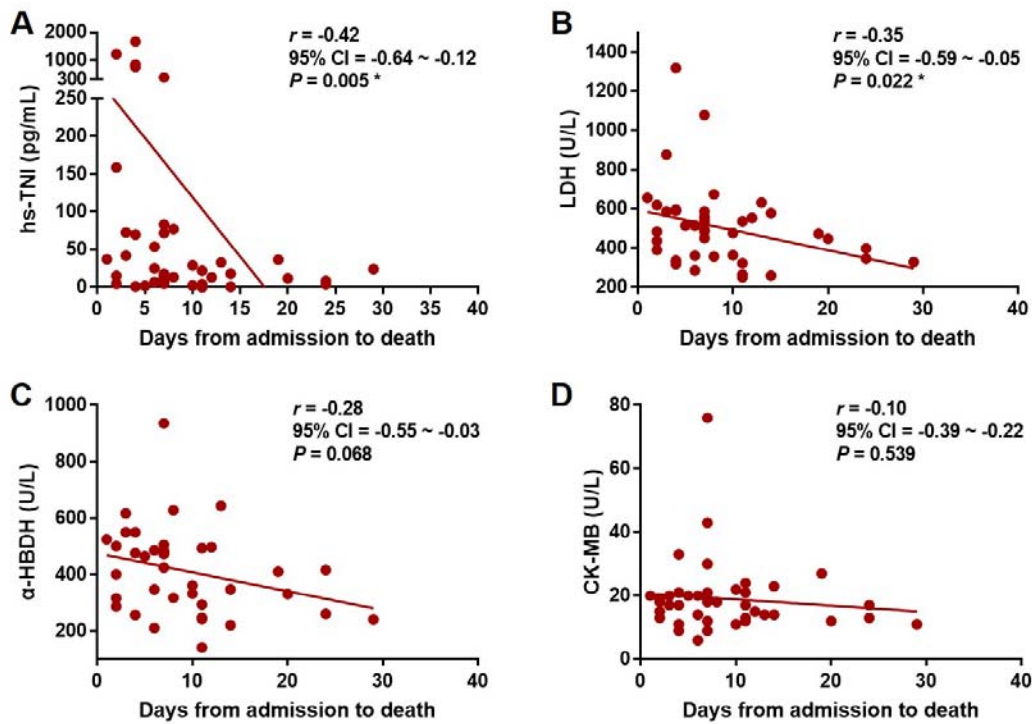 A
r = -0.42
95% CI = -0.64 ~ -0.12
P = 0.005 *
hs-TNI (pg/mL)
2000
1000
300
250
200
150
100
50
0
0 5 10 15 20 25 30 35 40
Days from admission to death
B
r = -0.35
95% CI = -0.59 ~ -0.05
P = 0.022 *
LDH (U/L)
1400
1200
1000
800
600
400
200
0 10 20 30 40
Days from admission to death
C
r = -0.28
95% CI = -0.55 ~ -0.03
P = 0.068
α-HBDH (U/L)
1000
800
600
400
200
0 10 20 30 40
Days from admission to death
D
r = -0.10
95% CI = -0.39 ~ -0.22
P = 0.539
CK-MB (U/L)
80
60
40
20
0
0 10 20 30 40
Days from admission to death